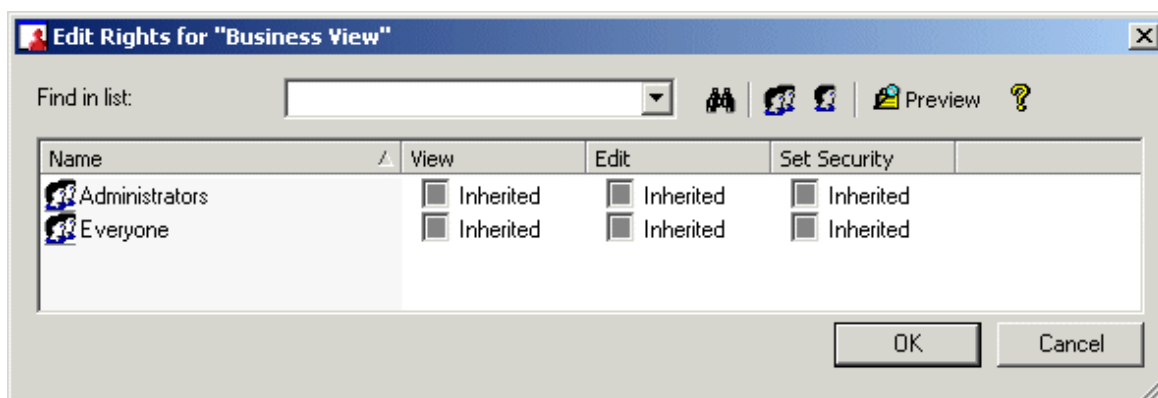 Edit Rights for "Business View"
Find in list:
Preview
Name View Edit Set Security
Administrators Inherited Inherited Inherited
Everyone Inherited Inherited Inherited
OK Cancel